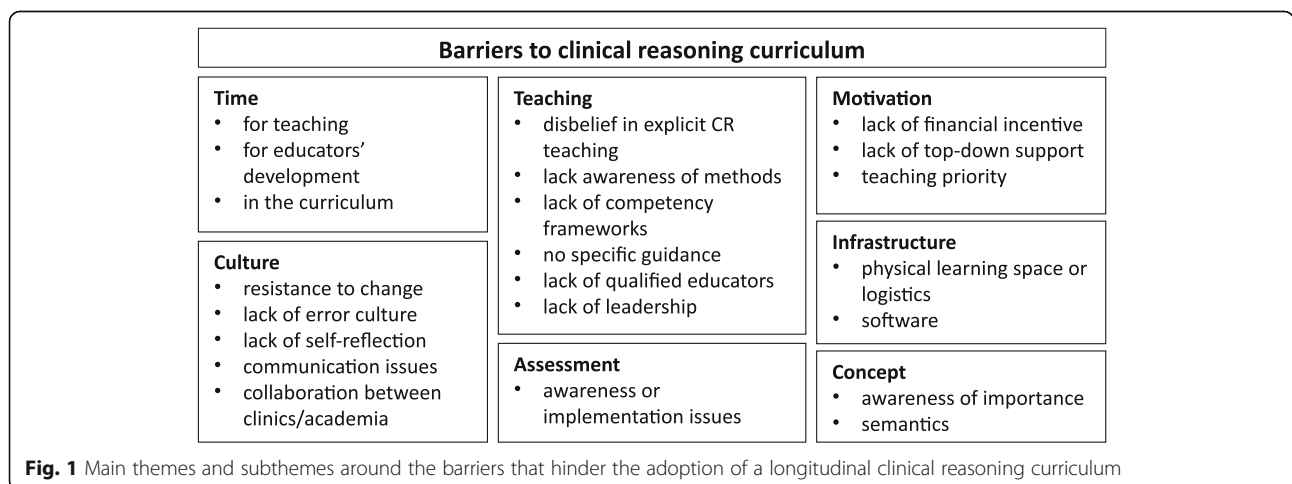 Barriers to clinical reasoning curriculum
Time
• for teaching
• for educators’
development
• in the curriculum
Culture
• resistance to change
• lack of error culture
• lack of self-reflection
• communication issues
• collaboration between
clinics/academia
Teaching
• disbelief in explicit CR
teaching
• lack awareness of methods
• lack of competency
frameworks
• no specific guidance
• lack of qualified educators
• lack of leadership
Assessment
• awareness or
implementation issues
Motivation
• lack of financial incentive
• lack of top-down support
• teaching priority
Infrastructure
• physical learning space or
logistics
• software
Concept
• awareness of importance
• semantics
Fig. 1 Main themes and subthemes around the barriers that hinder the adoption of a longitudinal clinical reasoning curriculum